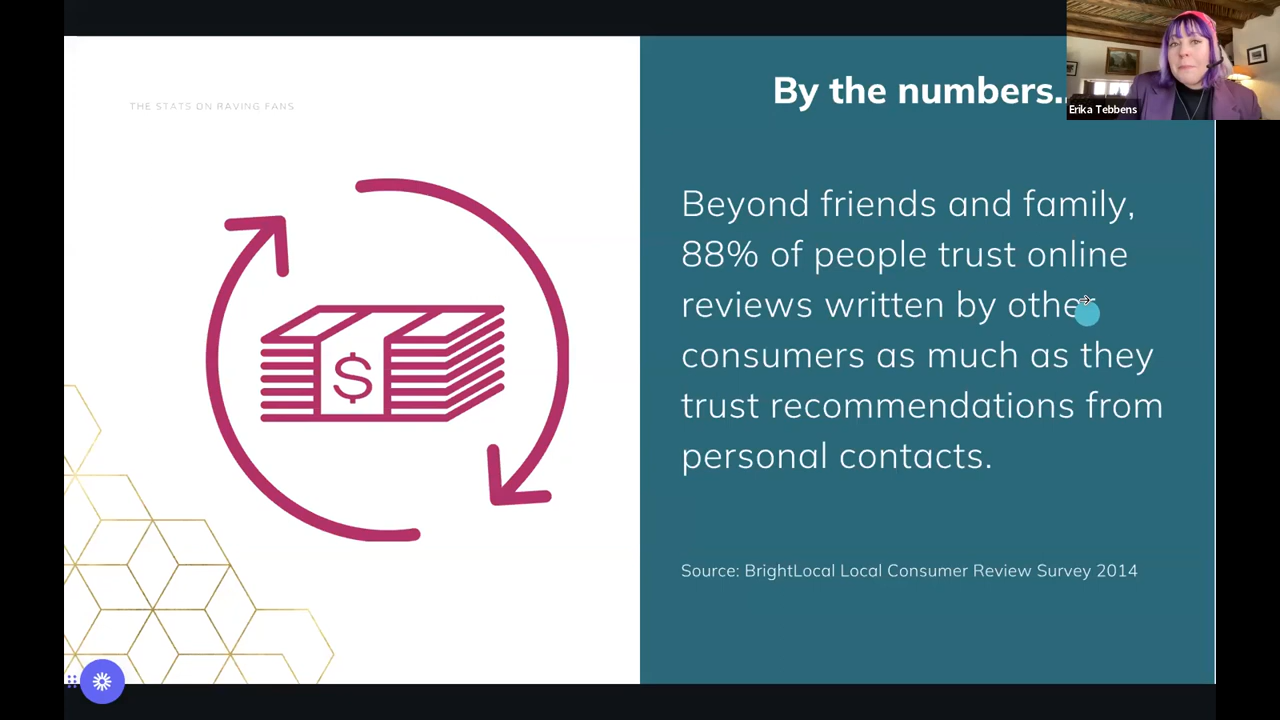 THE STATS ON RAVING FANS
By the numbers..
Erika Tebbens
Beyond friends and family,
88% of people trust online
reviews written by other
consumers as much as they
trust recommendations from
personal contacts.
Source: BrightLocal Local Consumer Review Survey 2014
$